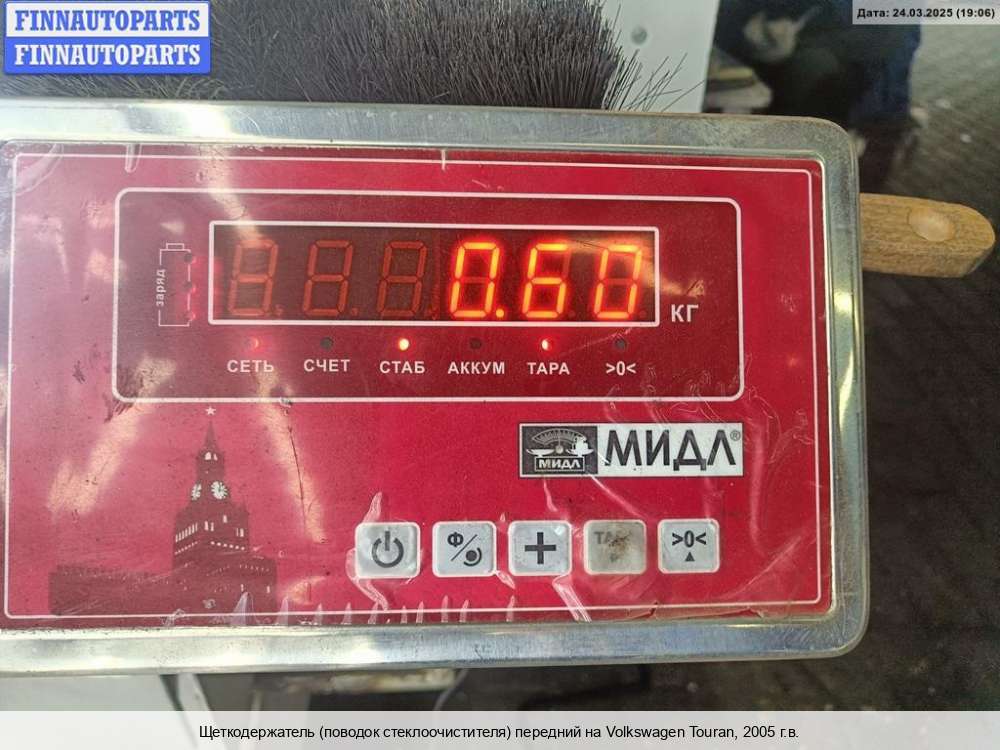 FINNAUTOPARTS
FINNAUTOPARTS
Дата: 24.03.2025 (19:06)
заряд
0.60
КГ
СЕТЬ СЧЕТ СТАБ АККУМ ТАРА >0<
МИДЛ
МИДЛ®
Ф >0<
Щеткодержатель (поводок стеклоочистителя) передний на Volkswagen Touran, 2005 г.в.